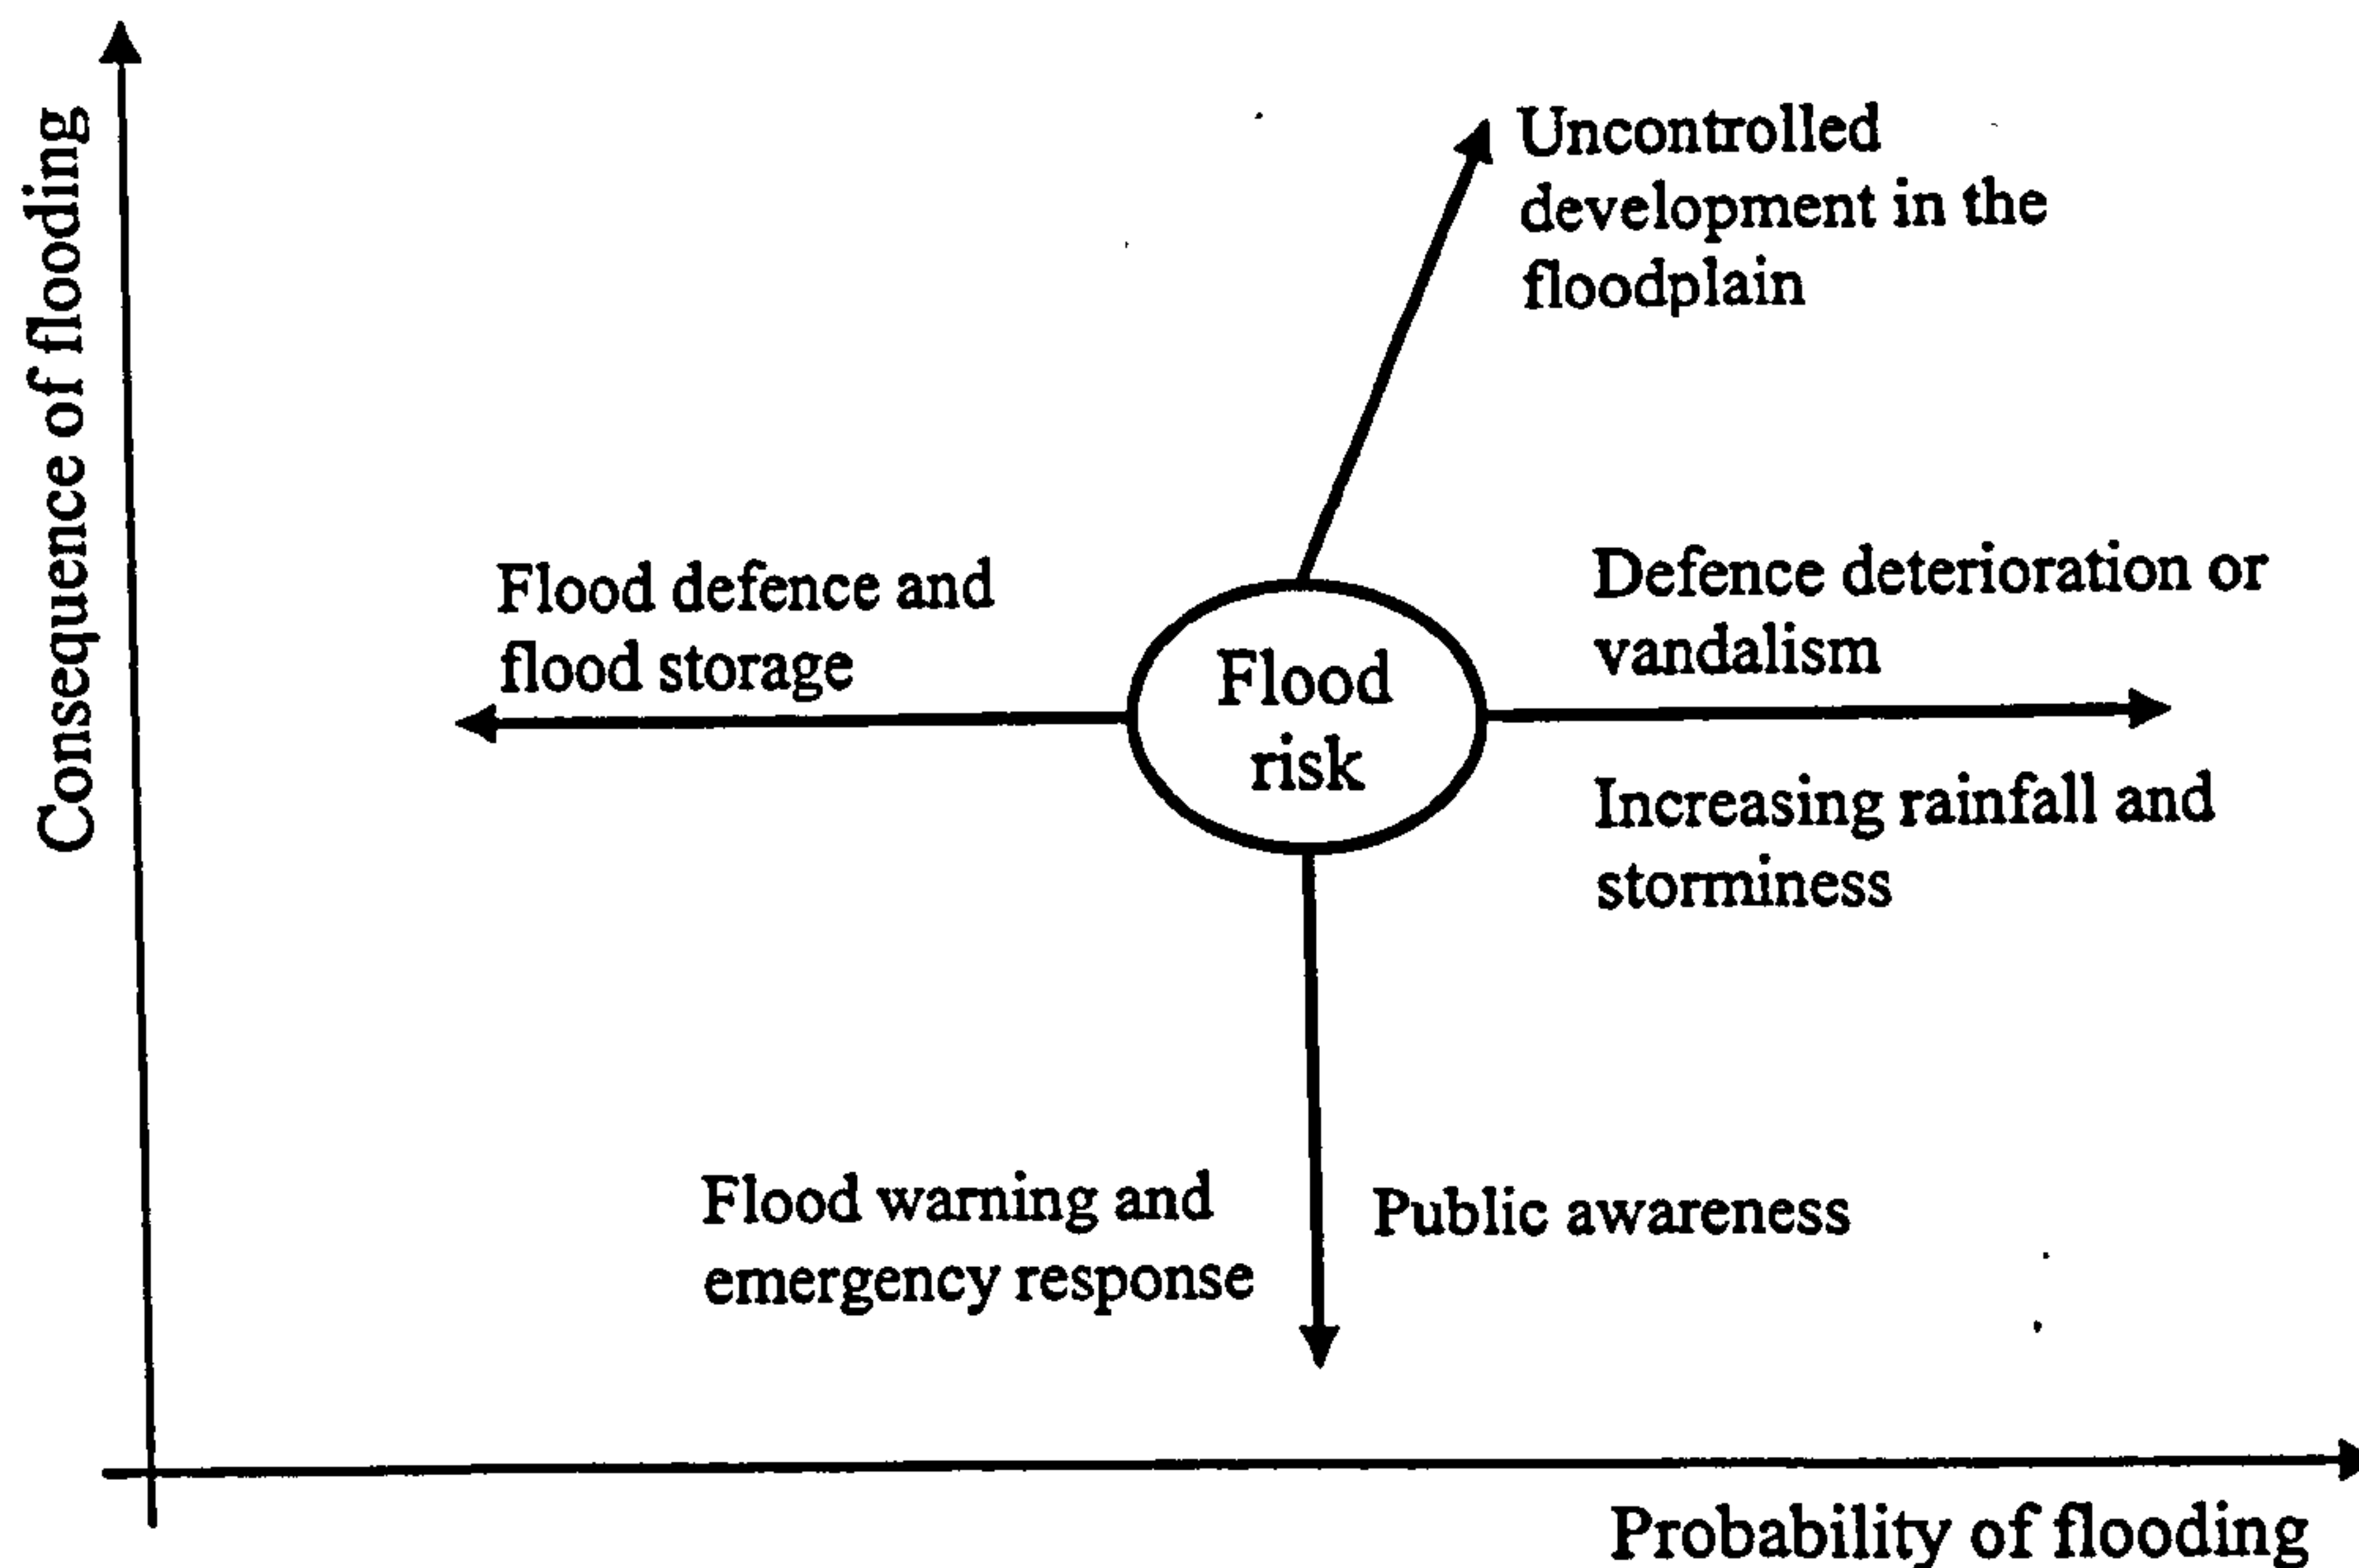 Consequence of flooding
Uncontrolled
development in the
floodplain
Flood defence and
flood storage
Flood
risk
Defence deterioration or
vandalism
Increasing rainfall and
storminess
Flood warning and
emergency response
Public awareness
Probability of flooding